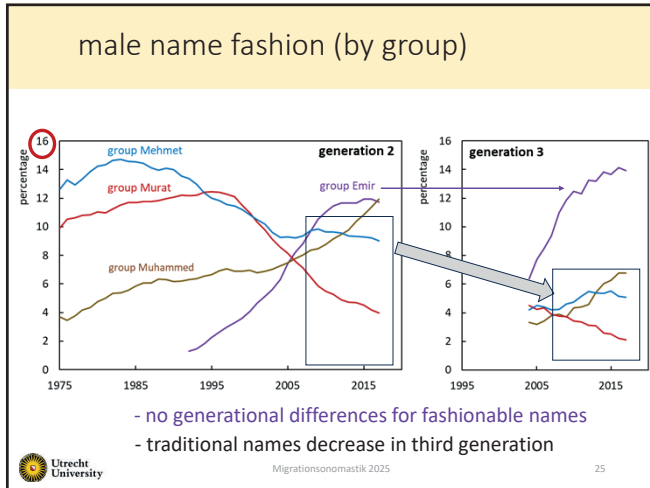 male name fashion (by group)
percentage
16
14
12
10
8
6
4
2
0
1975
1985
1995
2005
2015
group Mehmet
group Murat
group Muhammed
group Emir
generation 2
percentage
16
14
12
10
8
6
4
2
0
1995
2005
2015
generation 3
- no generational differences for fashionable names
- traditional names decrease in third generation
Utrecht
University
Migrationsonomastik 2025
25